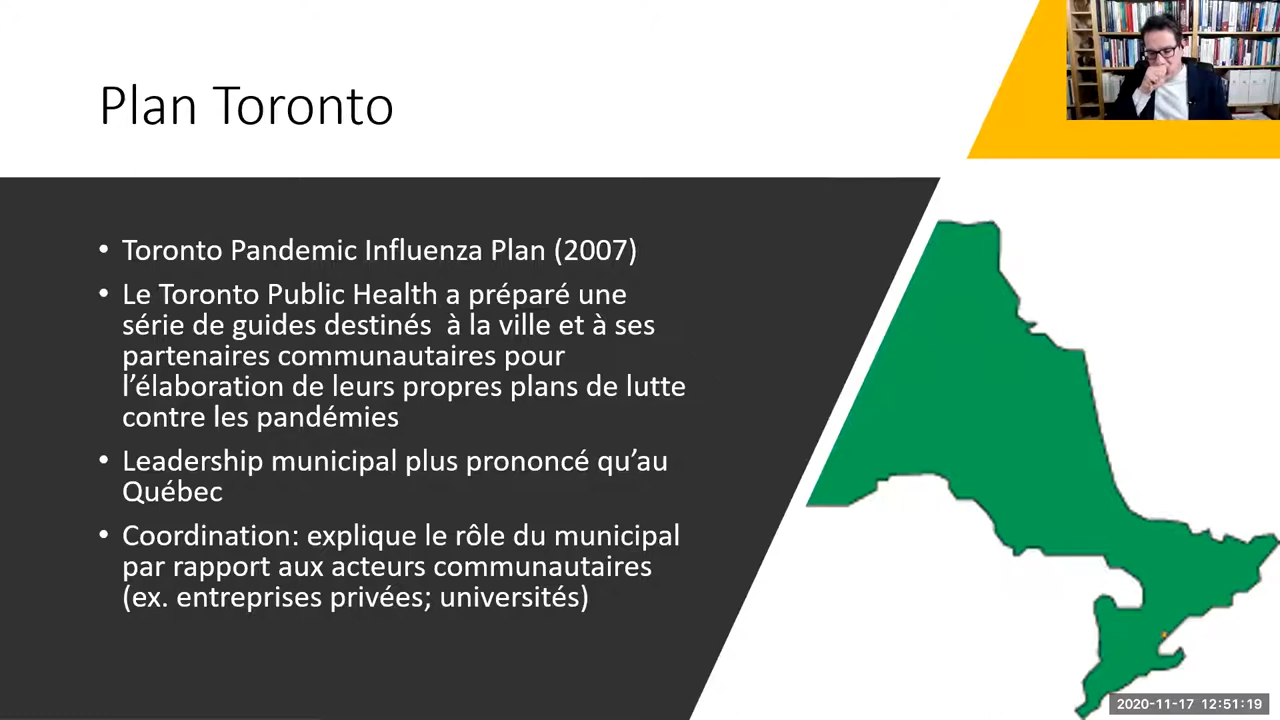 Plan Toronto
• Toronto Pandemic Influenza Plan (2007)
• Le Toronto Public Health a préparé une
série de guides destinés  à la ville et à ses
partenaires communautaires pour
l’élaboration de leurs propres plans de lutte
contre les pandémies
• Leadership municipal plus prononcé qu’au
Québec
• Coordination: explique le rôle du municipal
par rapport aux acteurs communautaires
(ex. entreprises privées; universités)
2020-11-17 12:51:19